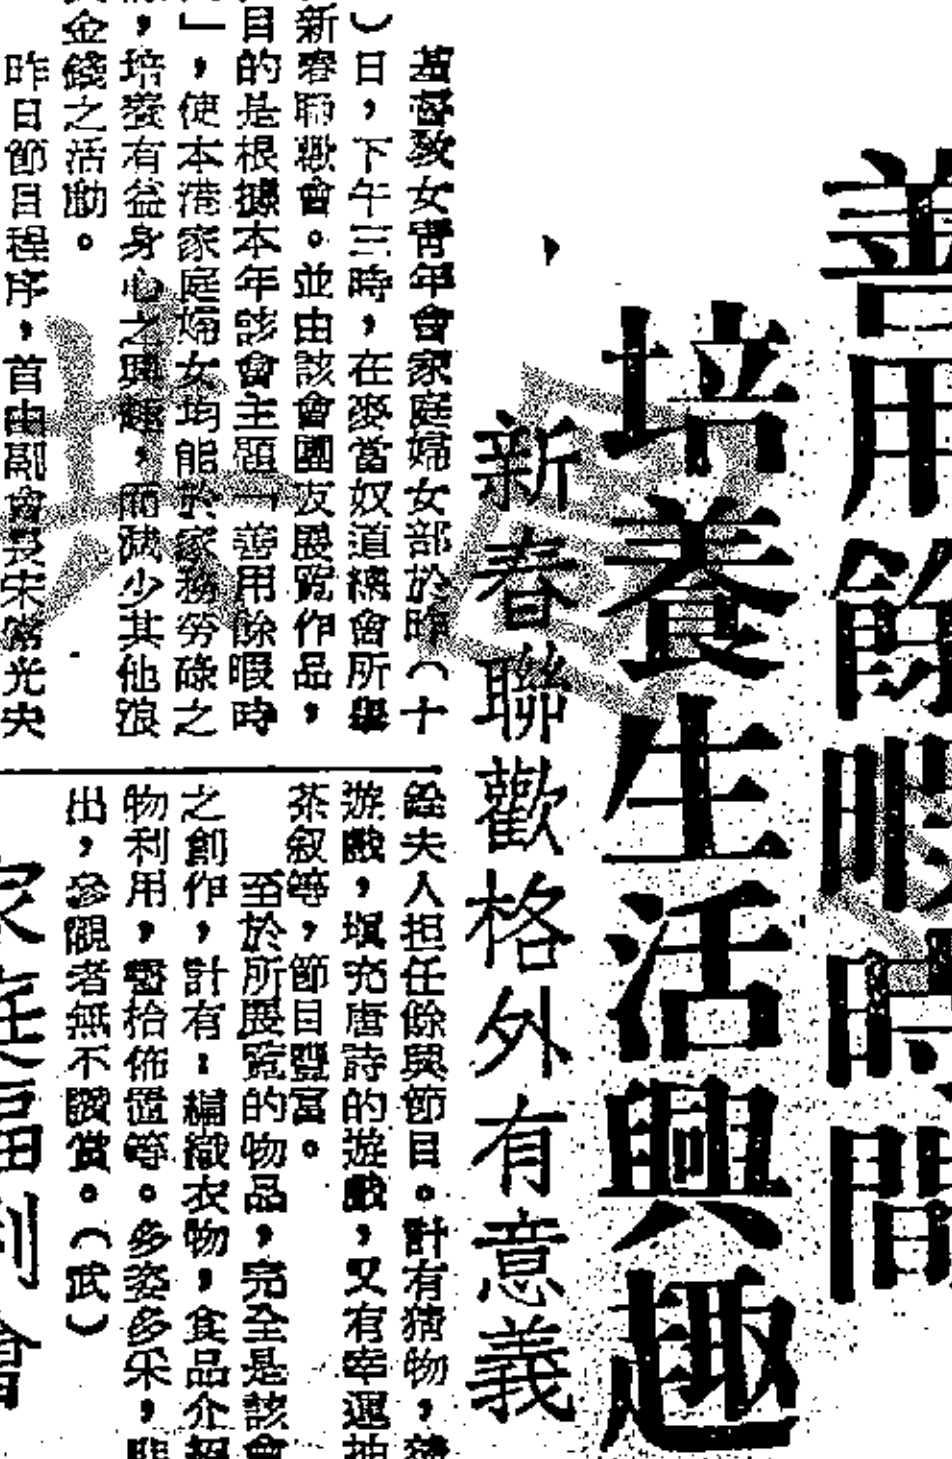 善用餘暇時間
培養生活興趣
新春聯歡格外有意義
基督教女青年會家庭婦女部於昨（十
）日，下午三時，在麥當奴道總會所舉
新春聯歡會。並由該會團友展覽作品，
目的是根據本年該會主題「善用餘暇時
」，使本港家庭婦女均能於家務勞碌之
，培養有益身心之興趣，而減少其他浪
金錢之活動。
昨日節目程序，首由副會長宋常光央
銓夫人担任餘興節目。計有猜物，
遊戲，填充唐詩的遊戲，又有幸運抽
茶叙等，節目豐富。
至於所展覽的物品，完全是該會
之創作，計有：編織衣物，食品介紹
物利用，靈拾佈置等。多姿多采，
出，參觀者無不讚賞。（武）